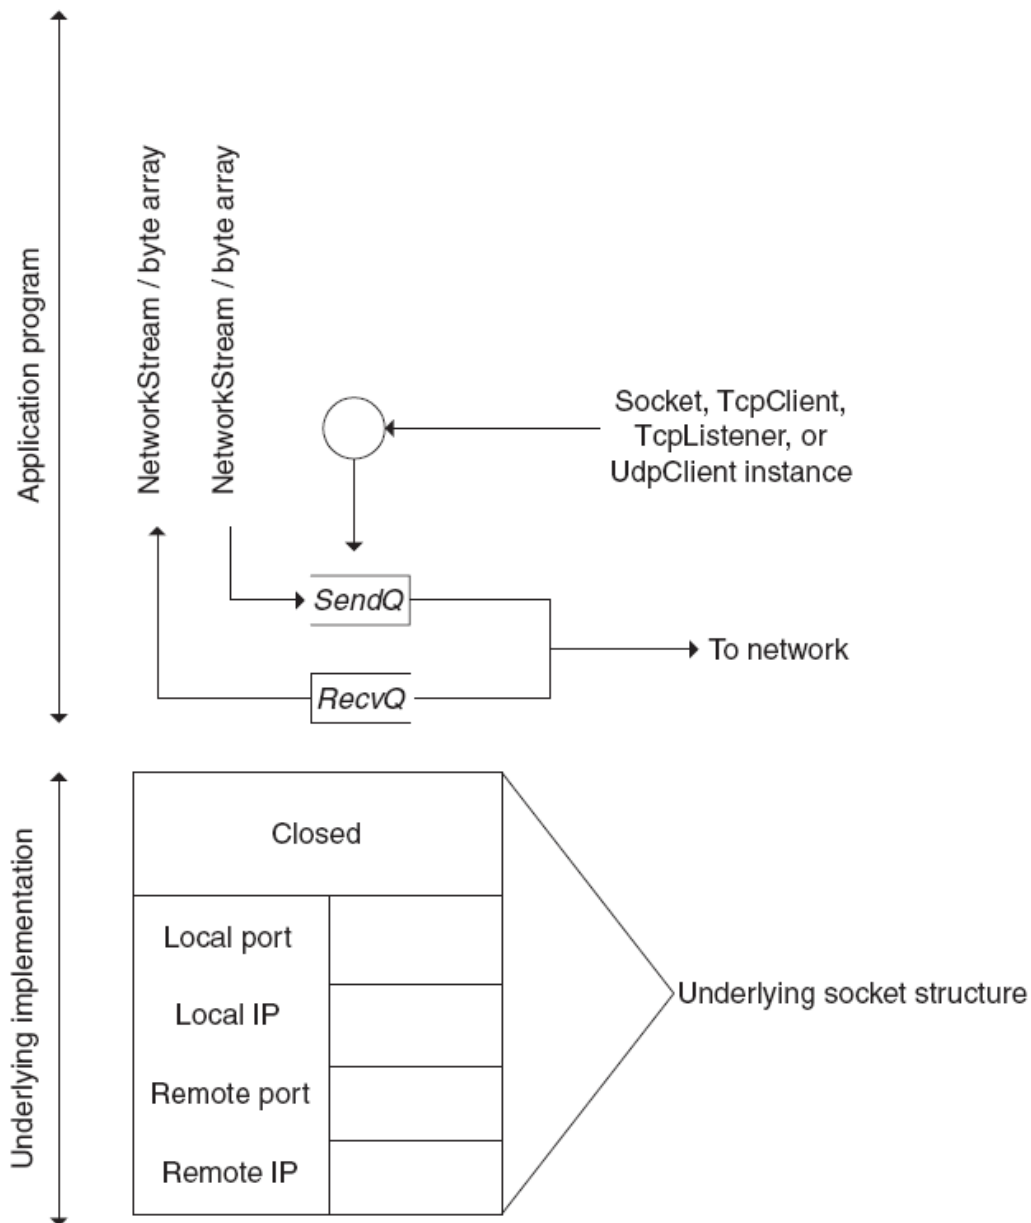 Application program
NetworkStream / byte array
NetworkStream / byte array
Socket, TcpClient,
TcpListener, or
UdpClient instance
SendQ
To network
RecvQ
Underlying implementation
Closed
Local port
Local IP
Underlying socket structure
Remote port
Remote IP